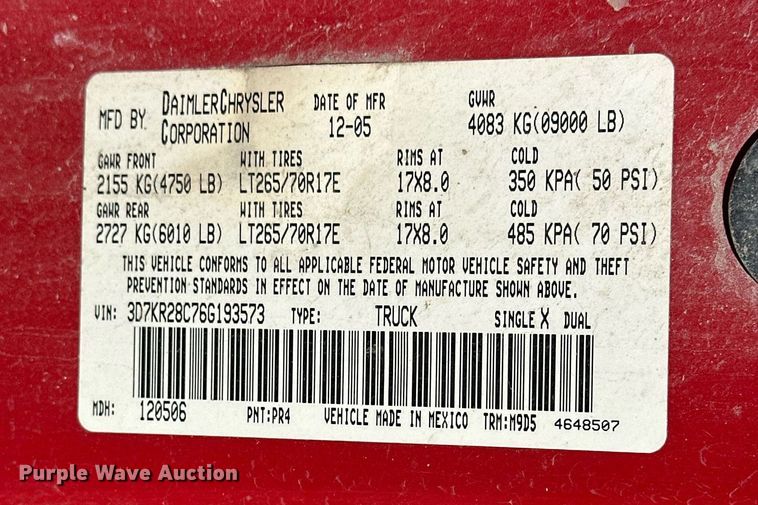 MFD BY DAIMLERCHRYSLER CORPORATION DATE OF MFR 12-05 GVWR 4083 KG(09000 LB)
GAWR FRONT WITH TIRES RIMS AT COLD
2155 KG(4750 LB) LT265/70R17E 17X8.0 350 KPA( 50 PSI)
GAWR REAR WITH TIRES RIMS AT COLD
2727 KG(6010 LB) LT265/70R17E 17X8.0 485 KPA( 70 PSI)
THIS VEHICLE CONFORMS TO ALL APPLICABLE FEDERAL MOTOR VEHICLE SAFETY AND THEFT
PREVENTION STANDARDS IN EFFECT ON THE DATE OF MANUFACTURE SHOWN ABOVE.
VIN: 3D7KR28C76G193573 TYPE: TRUCK SINGLE X DUAL
MDH: 120506 PNT:PR4 VEHICLE MADE IN MEXICO TRM:M9D5 4648507
Purple Wave Auction